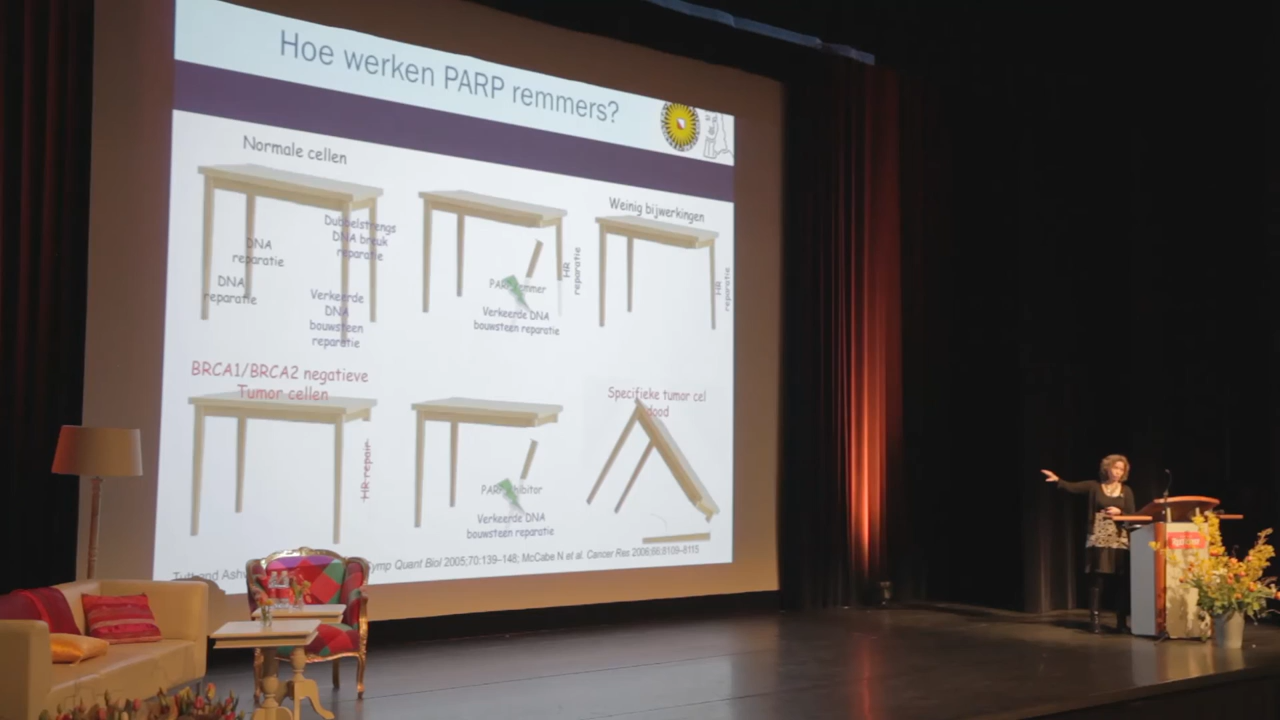 Hoe werken PARP remmers?
Normale cellen
DNA
reparatie
DNA
reparatie
Dubbelstrengs
DNA breuk
reparatie
Verkeerde
DNA
bouwsteen
reparatie
HR
reparatie
Verkeerde DNA
bouwsteen reparatie
Weinig bijwerkingen
HR
reparatie
BRCA1/BRCA2 negatieve
Tumor cellen
HR repair
Verkeerde DNA
bouwsteen reparatie
Specifieke tumor cel
dood
Symp Quant Biol 2005;70:139–148; McCabe N et al. Cancer Res 2006;66:8109–8115